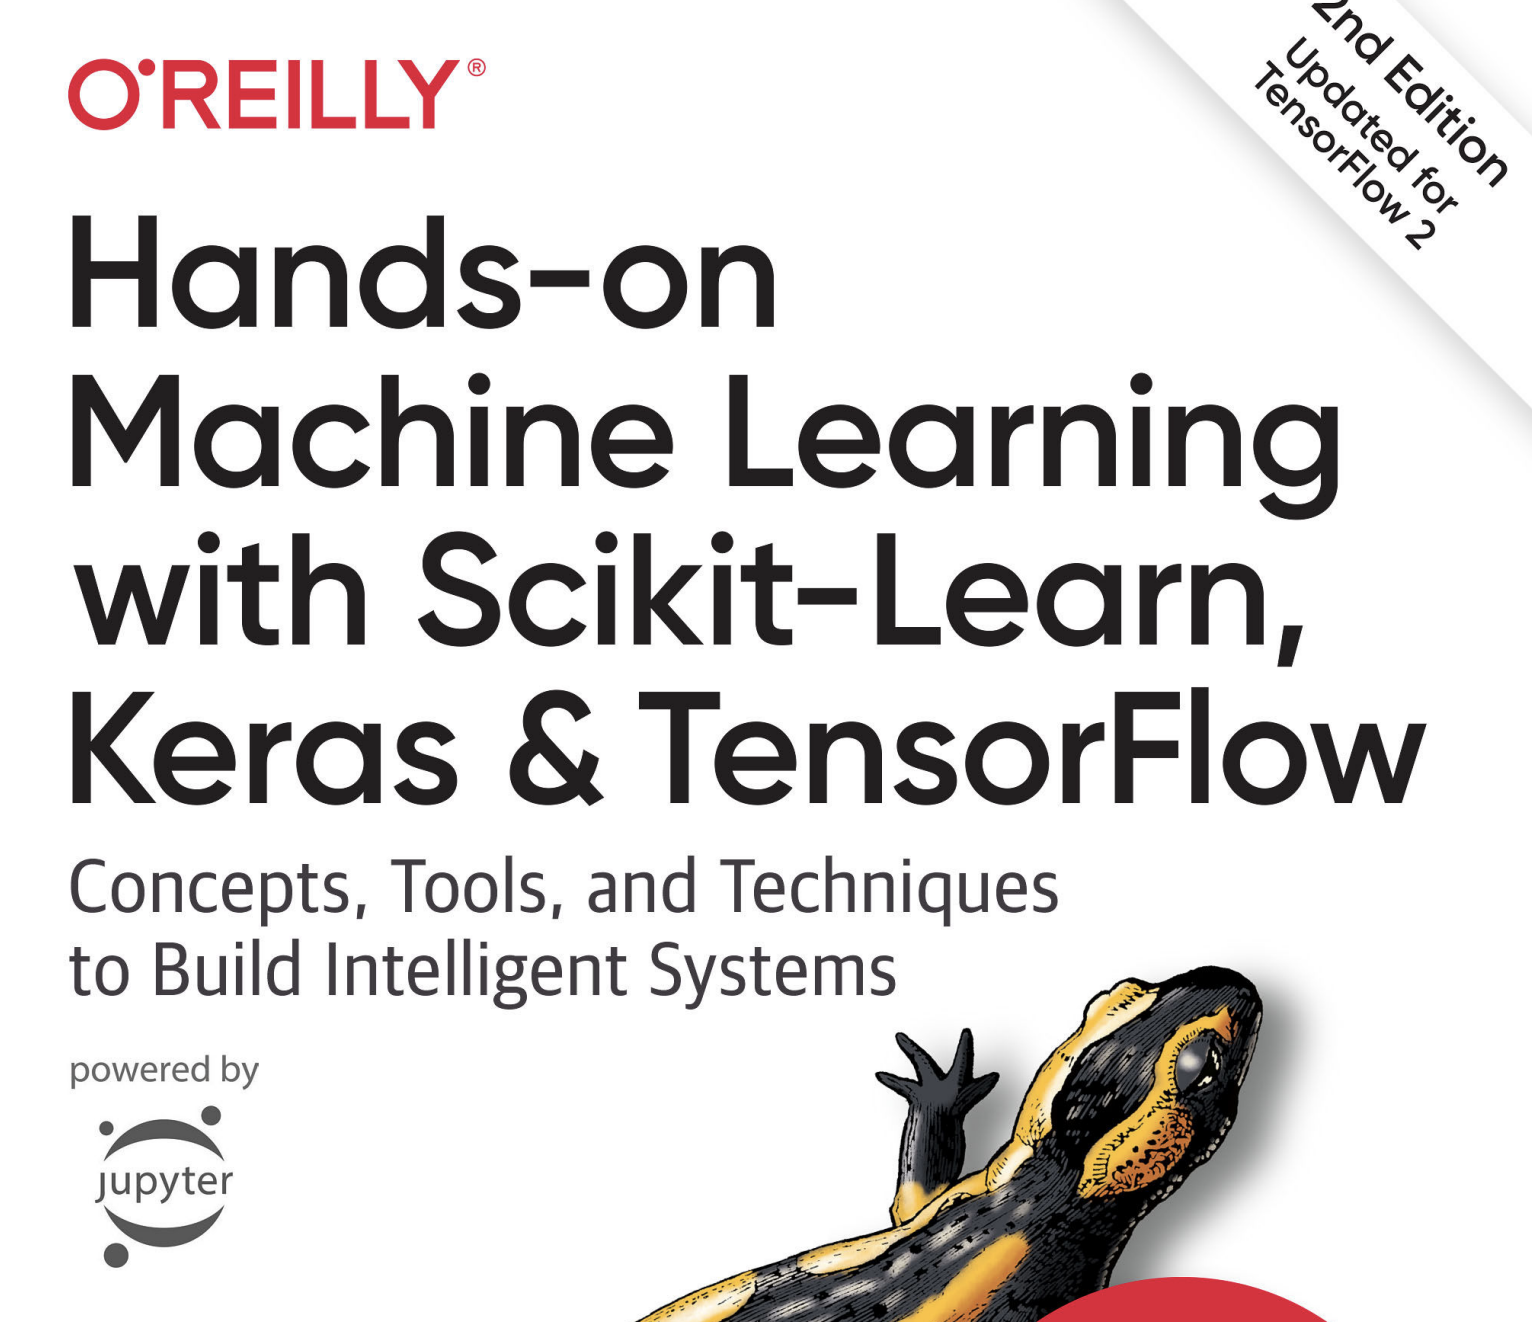 O'REILLY®
2nd Edition
Updated for
TensorFlow 2
Hands-on
Machine Learning
with Scikit-Learn,
Keras & TensorFlow
Concepts, Tools, and Techniques
to Build Intelligent Systems
powered by
jupyter